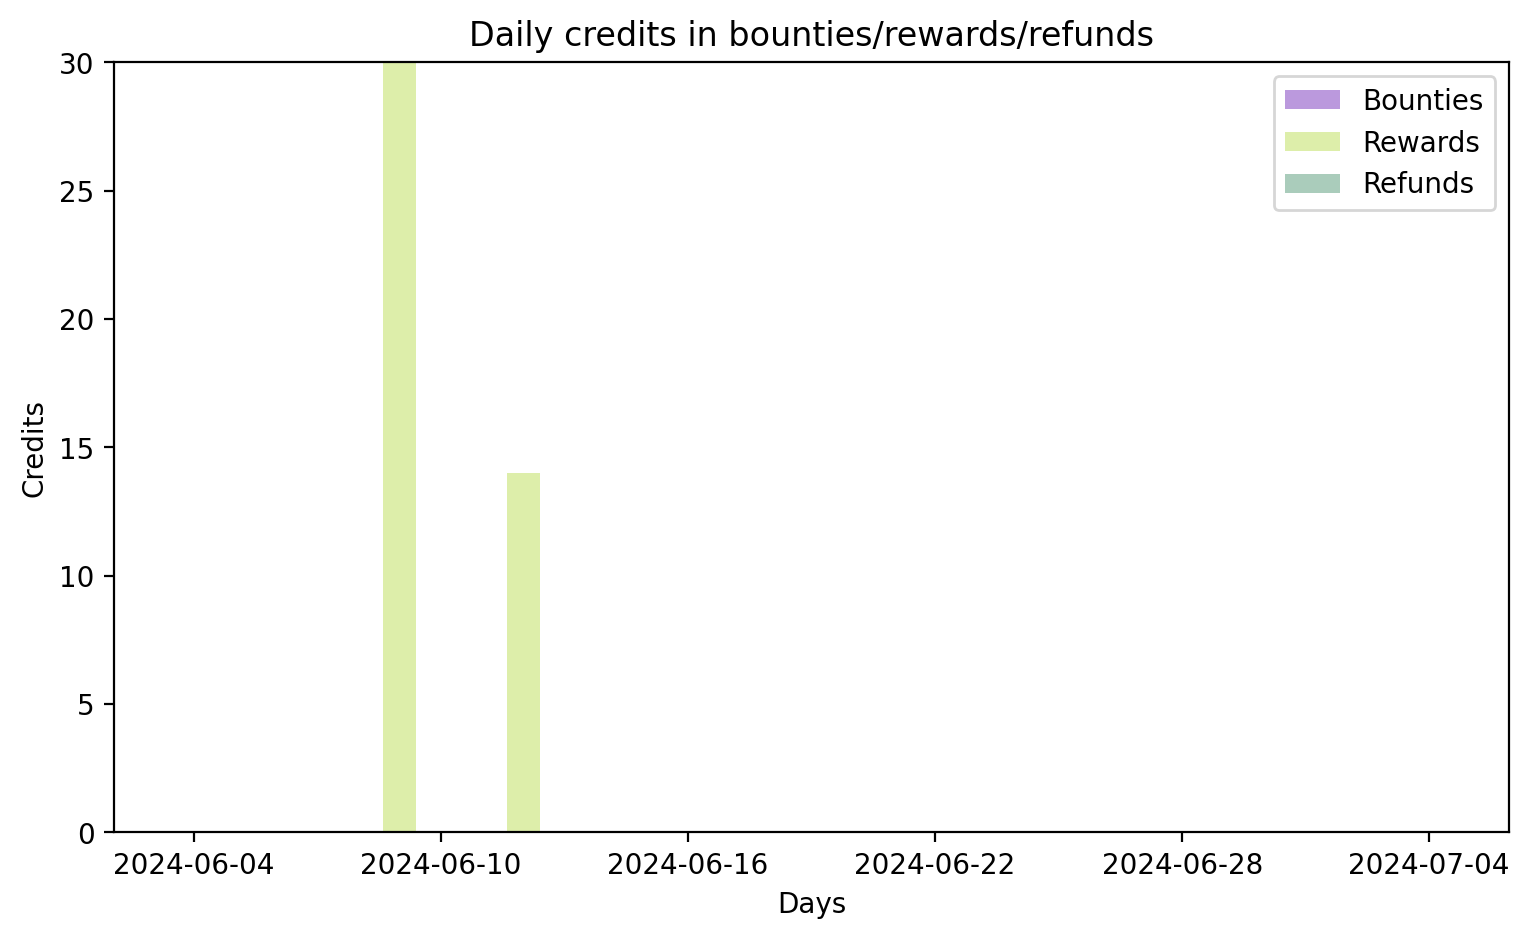 Daily credits in bounties/rewards/refunds
30
25
20
15
10
5
0
Credits
Bounties
Rewards
Refunds
2024-06-04 2024-06-10 2024-06-16 2024-06-22 2024-06-28 2024-07-04
Days